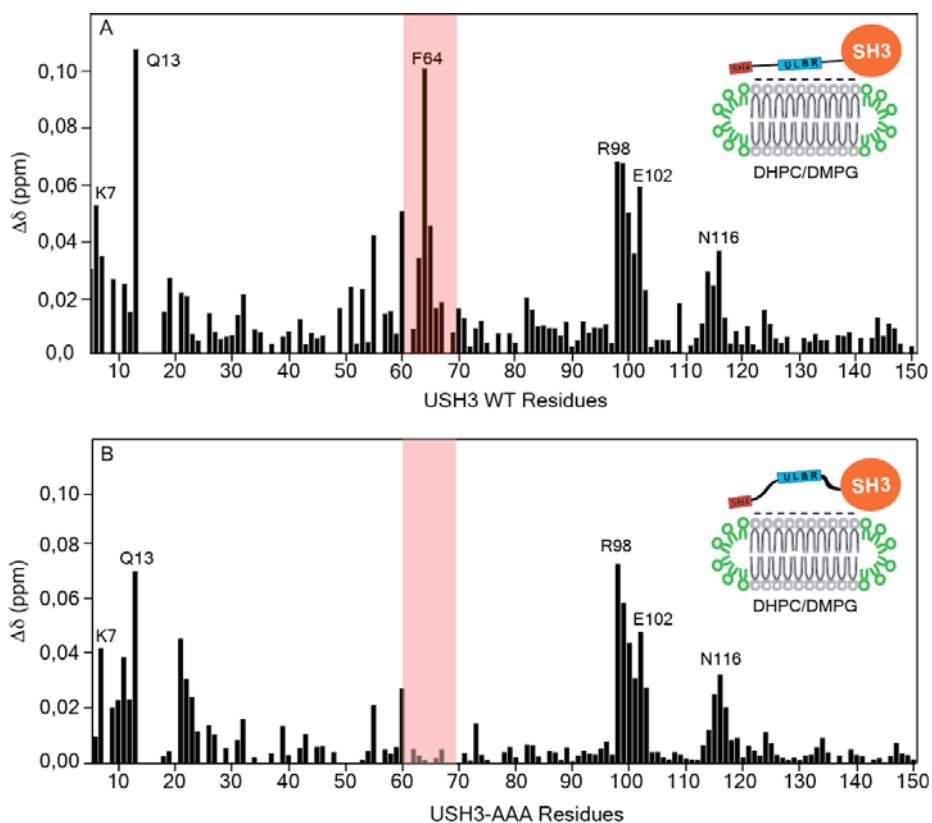 A
Q13
F64
SH3
SH4
ULBR
DHPC/DMPG
K7
R98
E102
N116
Δδ (ppm)
0,10
0,08
0,06
0,04
0,02
0,0
10 20 30 40 50 60 70 80 90 100 110 120 130 140 150
USH3 WT Residues
B
Q13
K7
R98
E102
N116
SH3
SH4
ULBR
DHPC/DMPG
Δδ (ppm)
0,10
0,08
0,06
0,04
0,02
0,00
10 20 30 40 50 60 70 80 90 100 110 120 130 140 150
USH3-AAA Residues